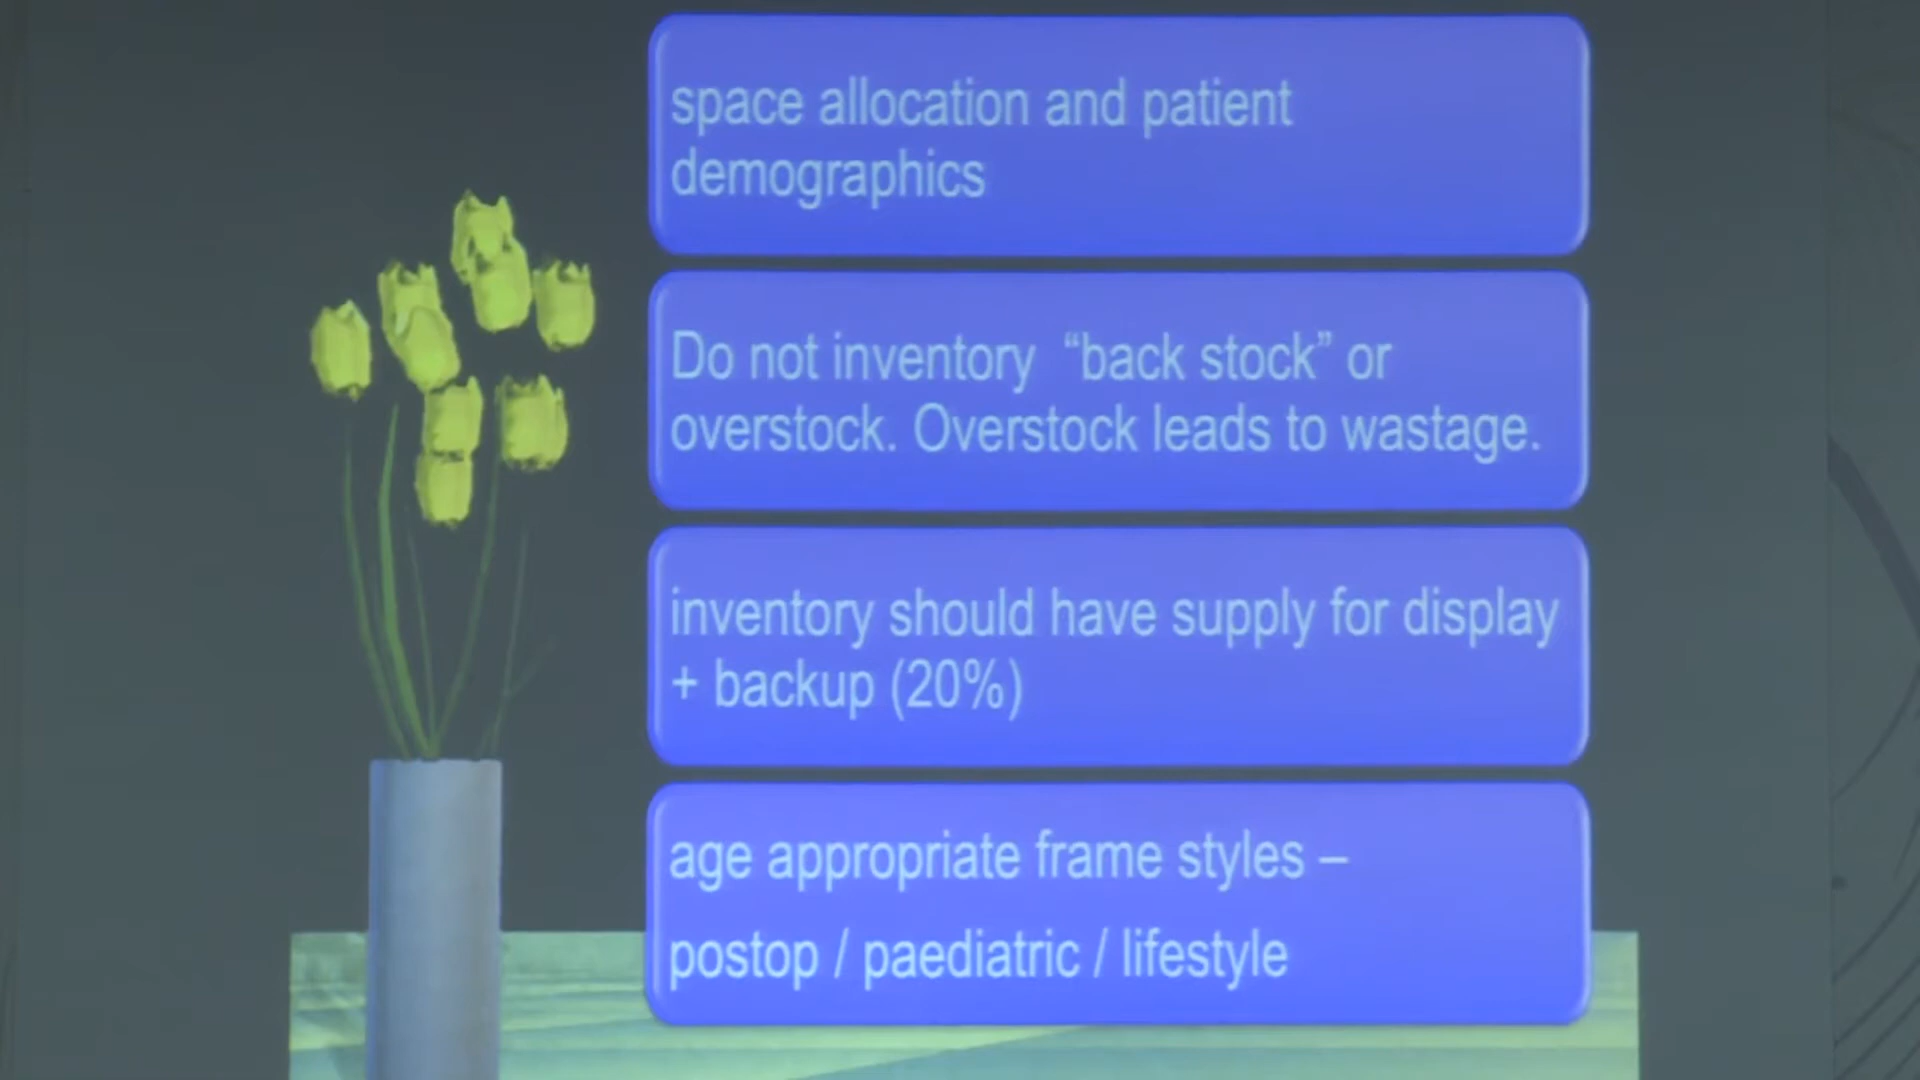 space allocation and patient
demographics
Do not inventory “back stock” or
overstock. Overstock leads to wastage.
inventory should have supply for display
+ backup (20%)
age appropriate frame styles –
postop / paediatric / lifestyle